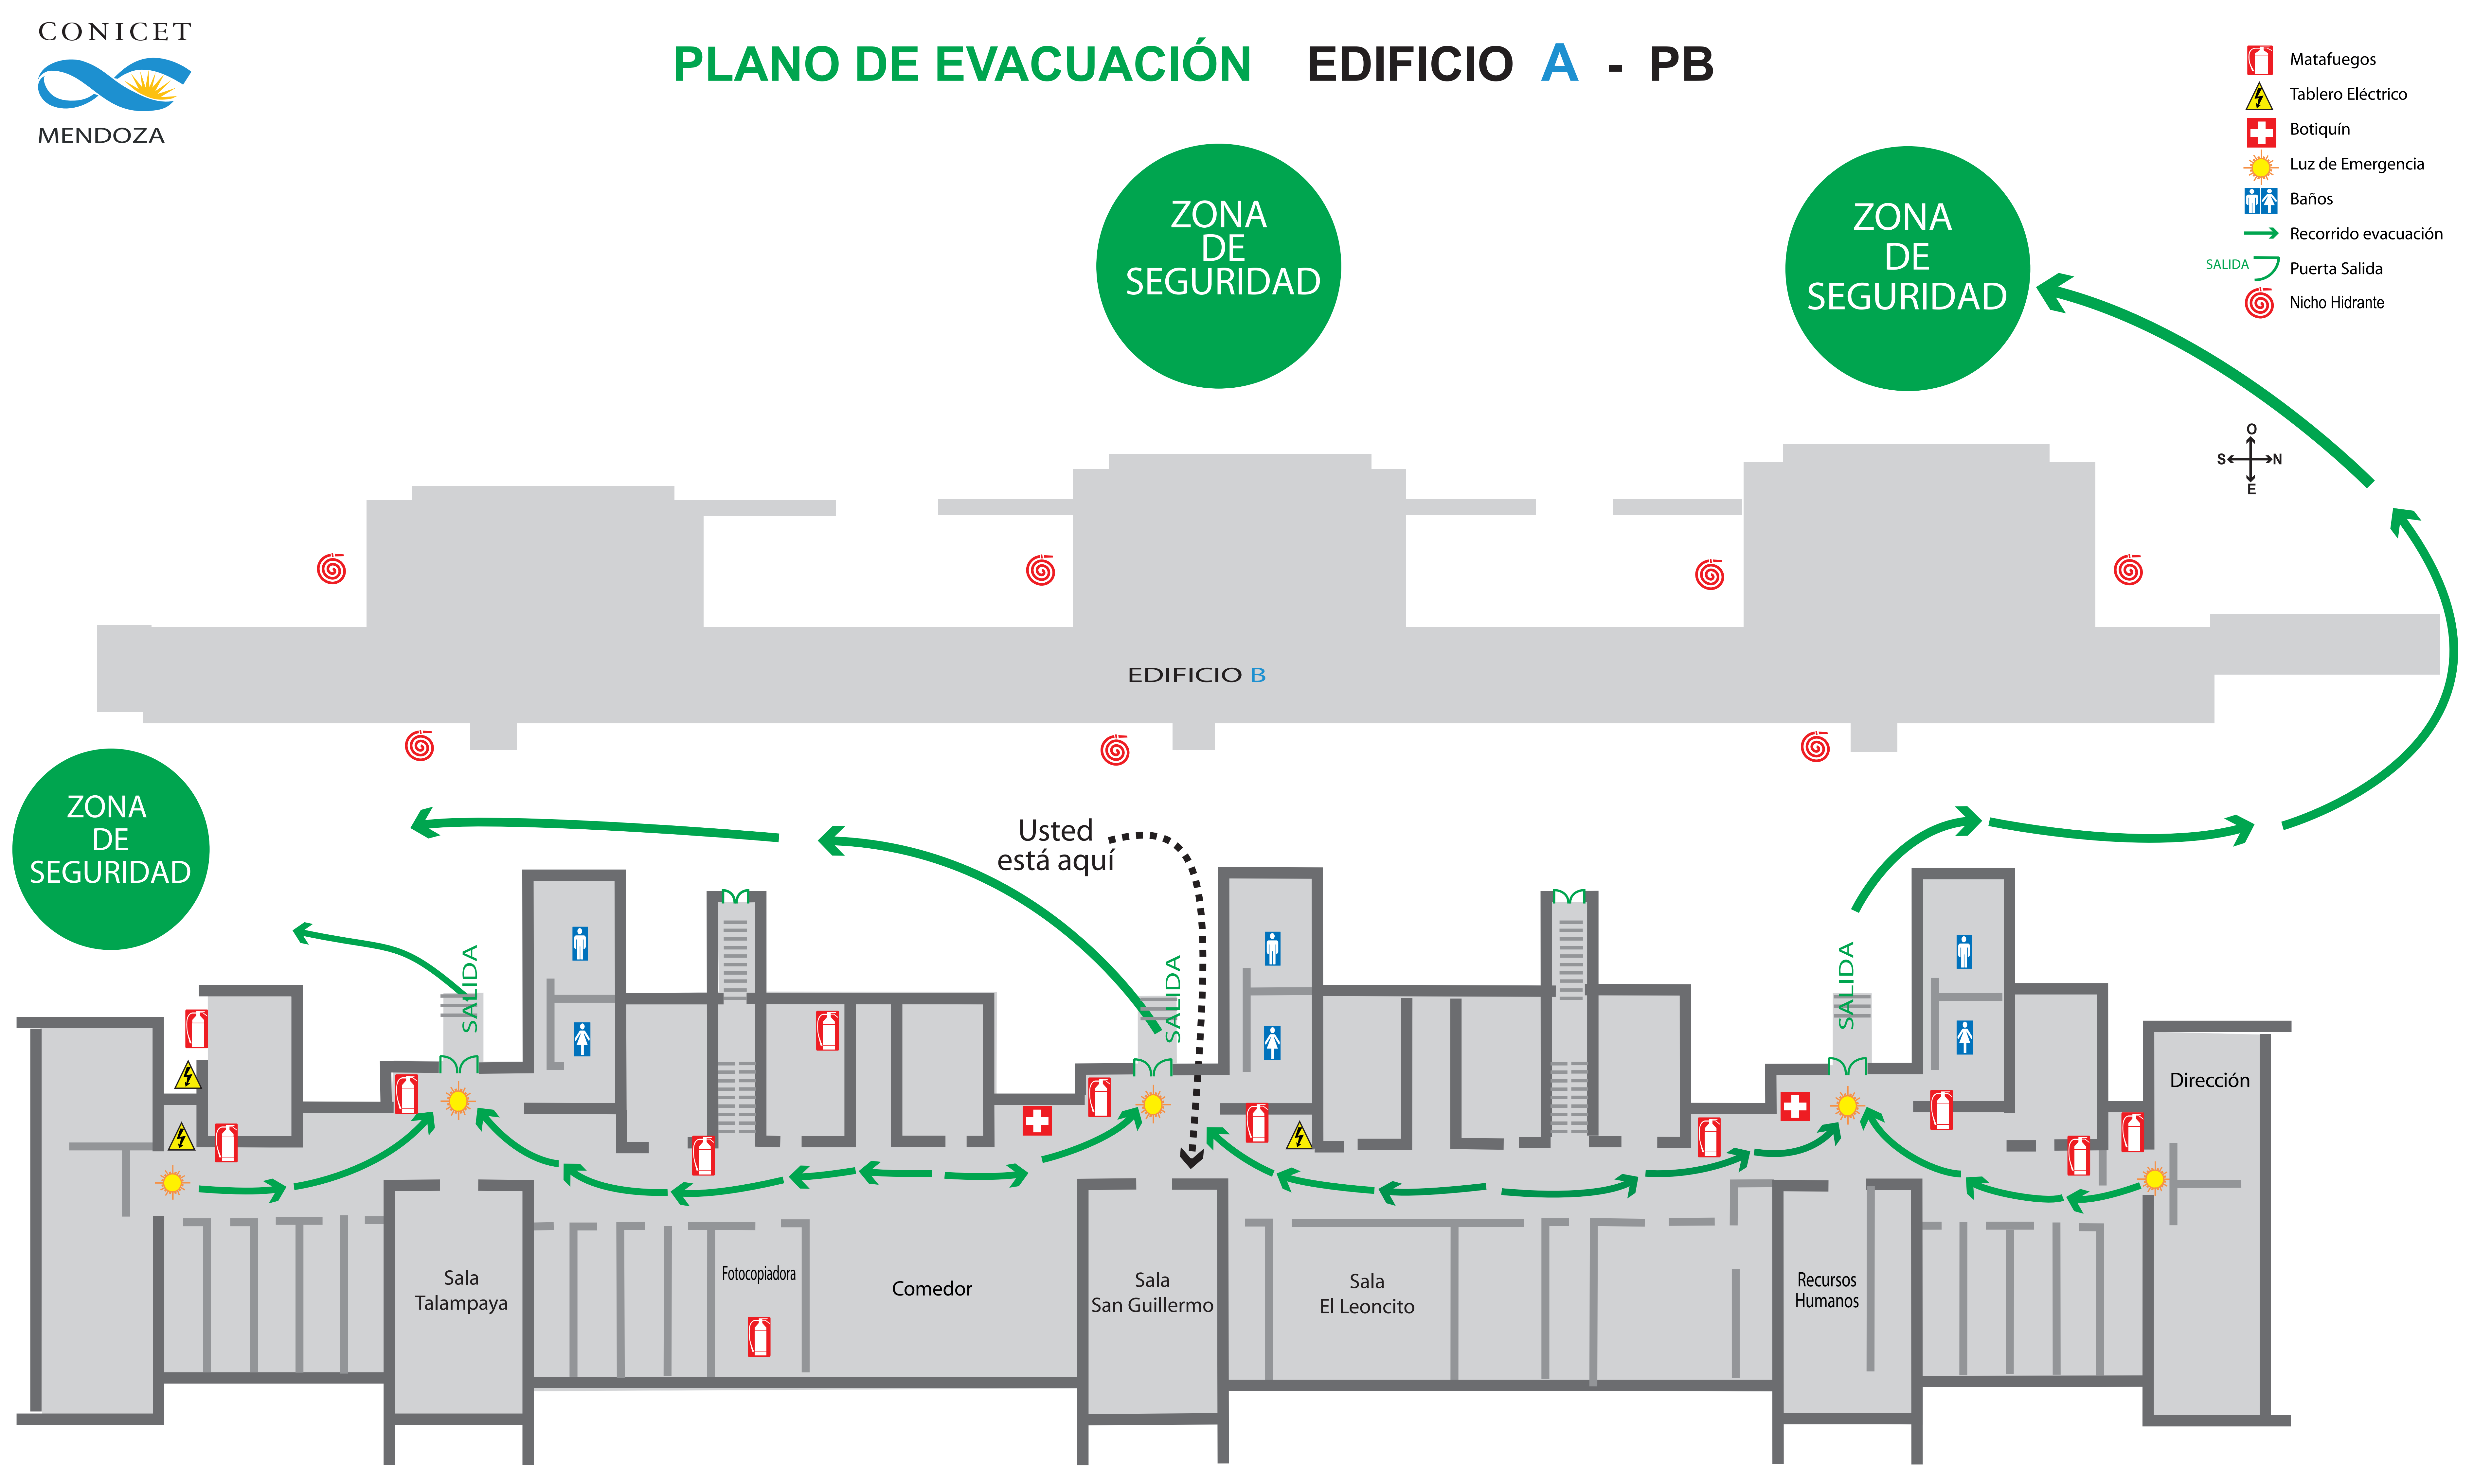 CONICET
MENDOZA
PLANO DE EVACUACIÓN EDIFICIO A - PB
Matafuegos
Tablero Eléctrico
Botiquín
Luz de Emergencia
Baños
Recorrido evacuación
SALIDA Puerta Salida
Nicho Hidrante
ZONA
DE
SEGURIDAD
ZONA
DE
SEGURIDAD
O
S N
E
EDIFICIO B
ZONA
DE
SEGURIDAD
Usted
está aquí
SALIDA
SALIDA
SALIDA
Dirección
Sala
Talampaya
Fotocopiadora
Comedor
Sala
San Guillermo
Sala
El Leoncito
Recursos
Humanos